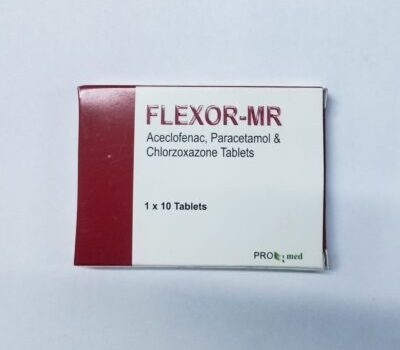 FLEXOR-MR
Aceclofenac, Paracetamol &
Chlorzoxazone Tablets
1 x 10 Tablets
PRO med